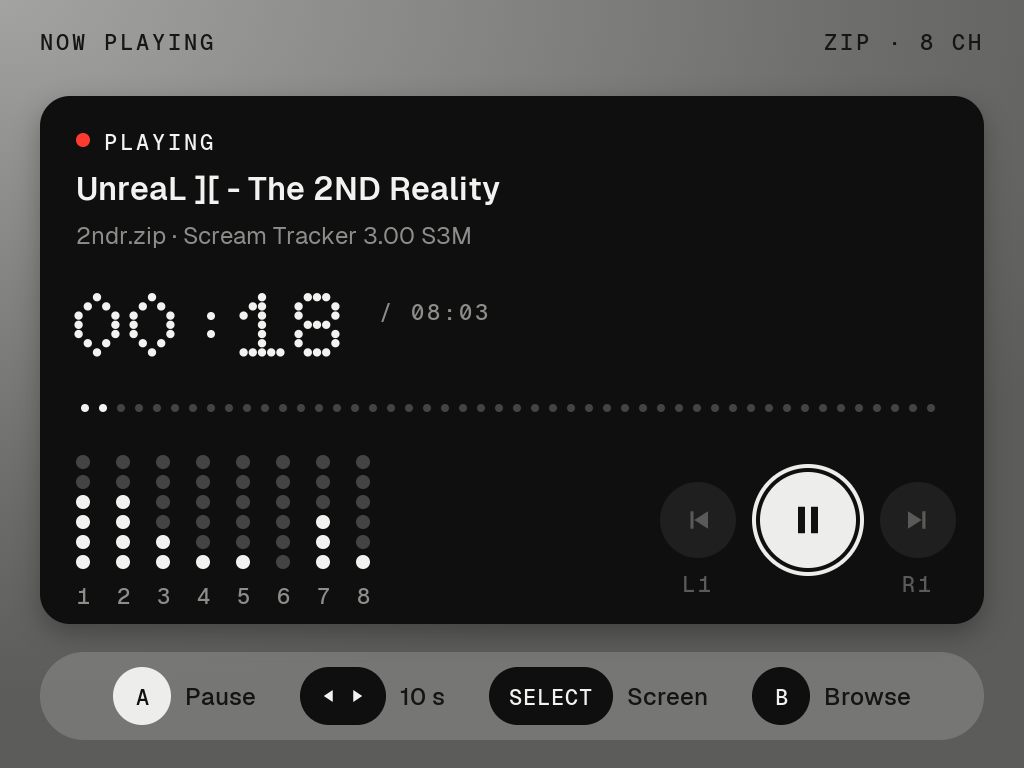 NOW PLAYING
ZIP · 8 CH
PLAYING
UnreaL ][ - The 2ND Reality
2ndr.zip · Scream Tracker 3.00 S3M
00:18 / 08:03
1 2 3 4 5 6 7 8
L1 R1
A Pause 10 s SELECT Screen B Browse